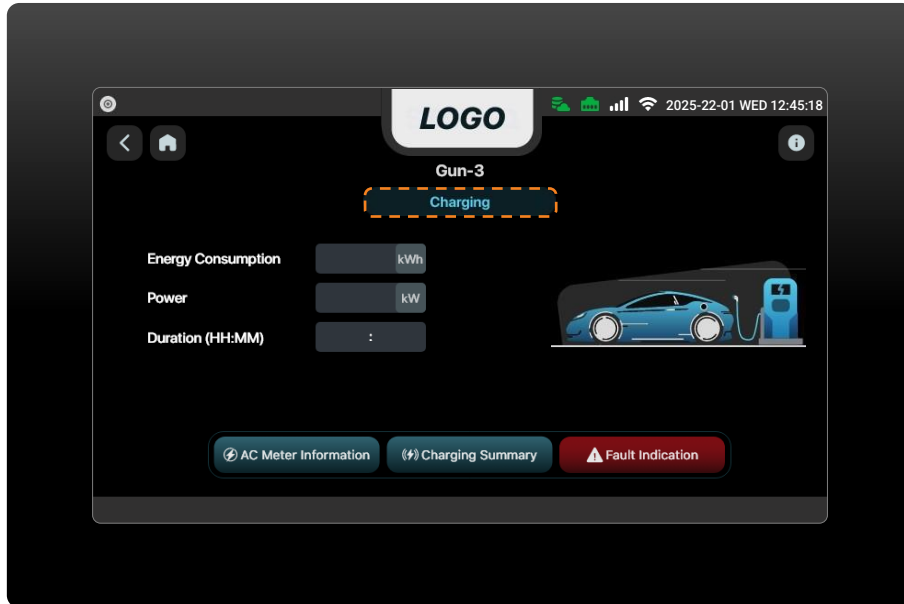 LOGO
2025-22-01 WED 12:45:18
Gun-3
Charging
Energy Consumption kWh
Power kW
Duration (HH:MM) :
AC Meter Information Charging Summary Fault Indication